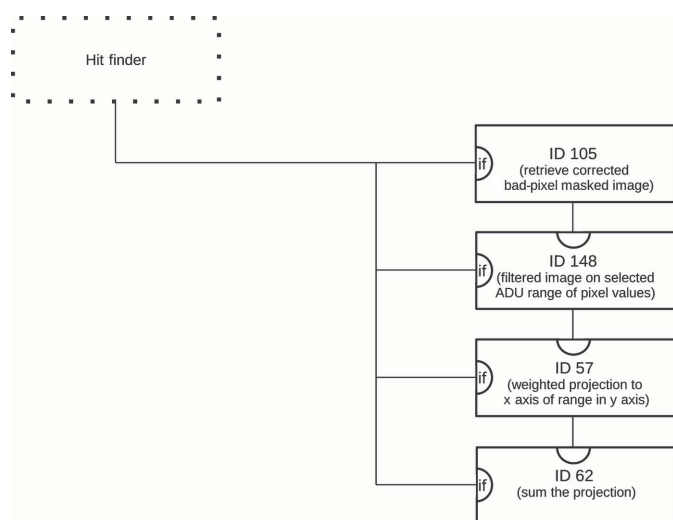 Hit finder
if
ID 105
(retrieve corrected
bad-pixel masked image)
if
ID 148
(filtered image on selected
ADU range of pixel values)
if
ID 57
(weighted projection to
x axis of range in y axis)
if
ID 62
(sum the projection)